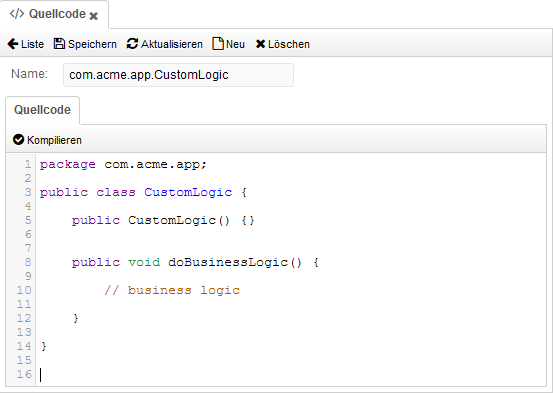 </> Quellcode ×
Liste Speichern Aktualisieren Neu Löschen
Name: com.acme.app.CustomLogic
Quellcode
Kompilieren
1 package com.acme.app;
2
3 public class CustomLogic {
4
5     public CustomLogic() {}
6
7
8     public void doBusinessLogic() {
9
10         // business logic
11
12     }
13
14 }
15
16